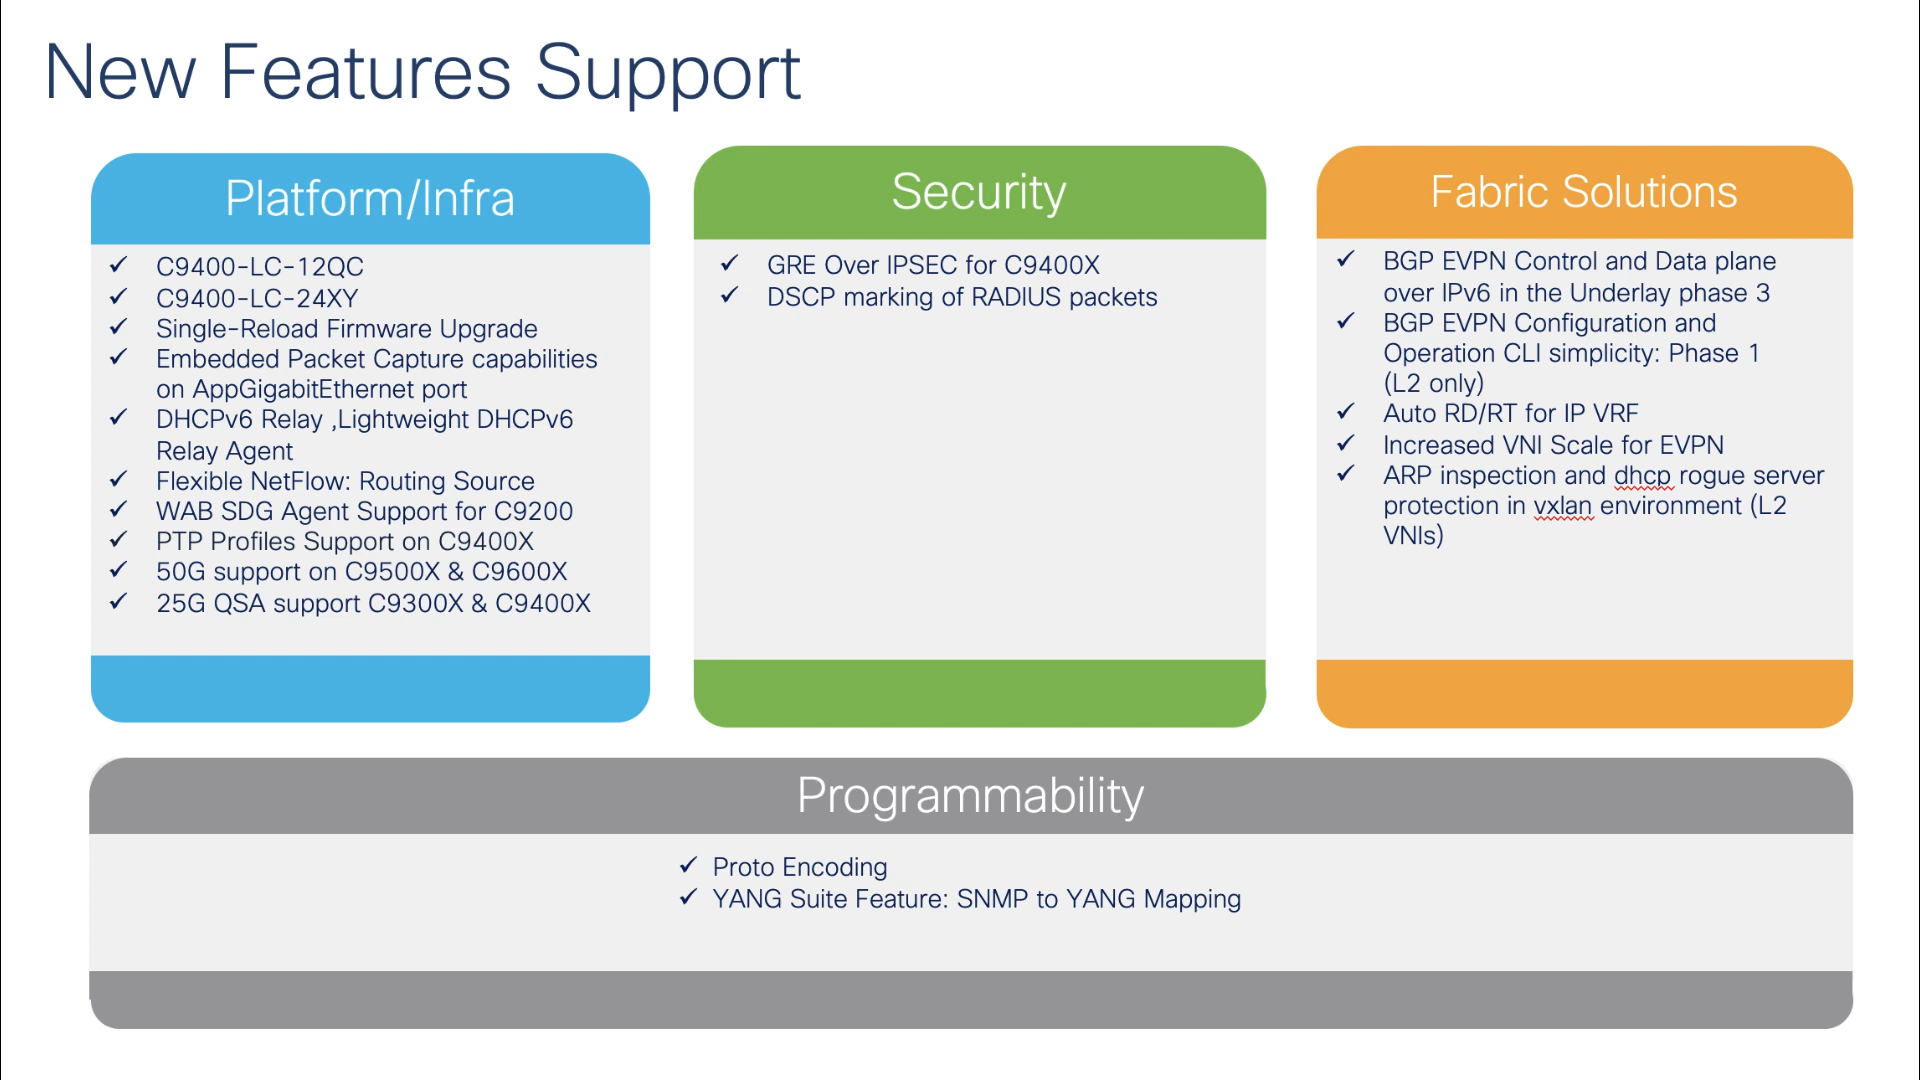 New Features Support
Platform/Infra
C9400-LC-12QC
C9400-LC-24XY
Single-Reload Firmware Upgrade
Embedded Packet Capture capabilities
on AppGigabitEthernet port
DHCPv6 Relay ,Lightweight DHCPv6
Relay Agent
Flexible NetFlow: Routing Source
WAB SDG Agent Support for C9200
PTP Profiles Support on C9400X
50G support on C9500X & C9600X
25G QSA support C9300X & C9400X
Security
GRE Over IPSEC for C9400X
DSCP marking of RADIUS packets
Fabric Solutions
BGP EVPN Control and Data plane
over IPv6 in the Underlay phase 3
BGP EVPN Configuration and
Operation CLI simplicity: Phase 1
(L2 only)
Auto RD/RT for IP VRF
Increased VNI Scale for EVPN
ARP inspection and dhcp rogue server
protection in vxlan environment (L2
VNIs)
Programmability
Proto Encoding
YANG Suite Feature: SNMP to YANG Mapping